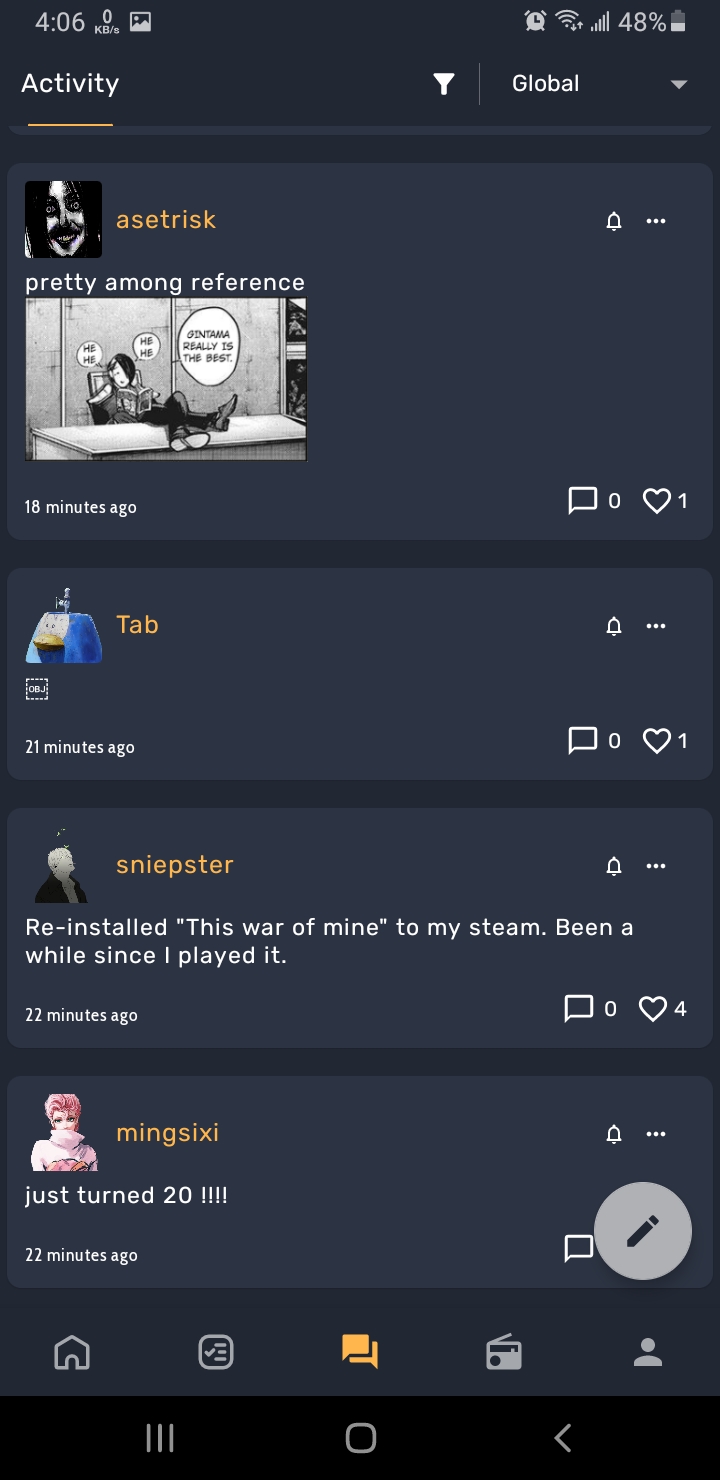 4:06 0 KB/s 48%
Activity Global
asetrisk
pretty among reference
HE HE
HE HE
GINTAMA
REALLY IS
THE BEST.
18 minutes ago 0 1
Tab
OBJ
21 minutes ago 0 1
sniepster
Re-installed "This war of mine" to my steam. Been a
while since I played it.
22 minutes ago 0 4
mingsixi
just turned 20 !!!!
22 minutes ago